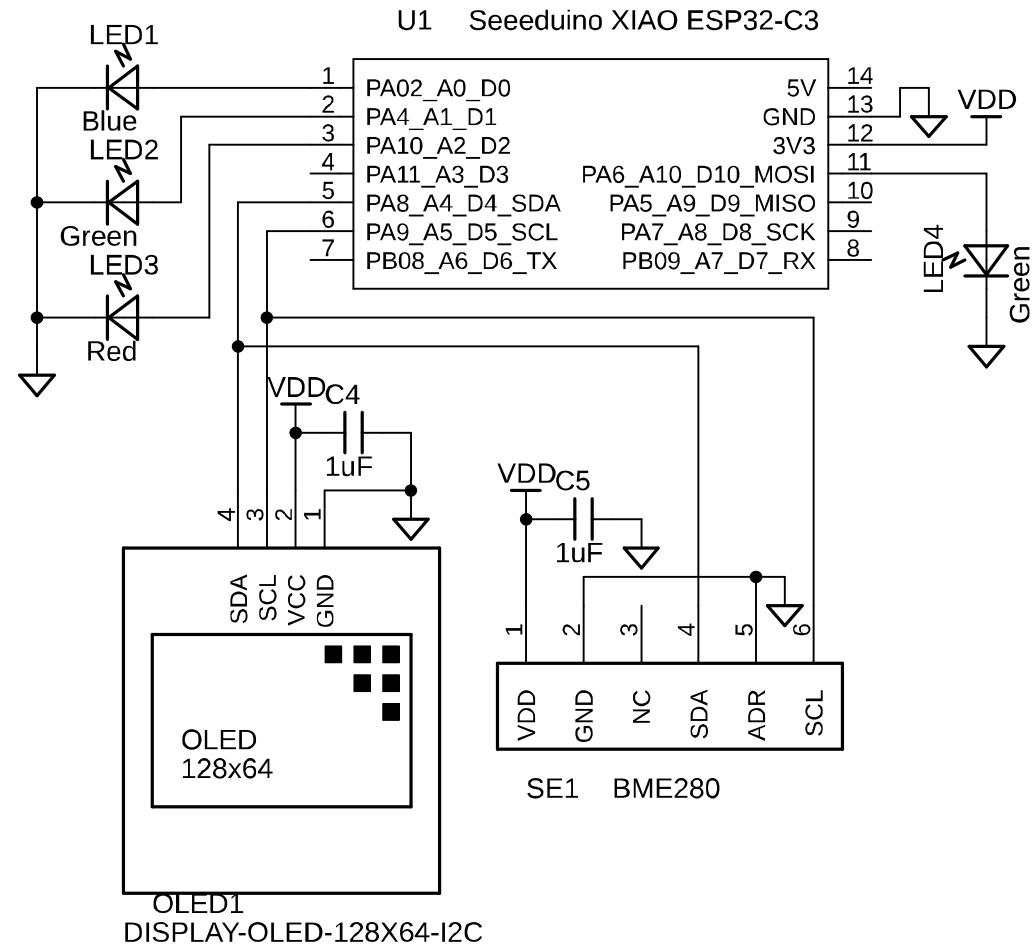 U1 Seeeduino XIAO ESP32-C3
LED1
Blue
LED2
Green
LED3
Red
1 PA02_A0_D0
2 PA4_A1_D1
3 PA10_A2_D2
4 PA11_A3_D3
5 PA8_A4_D4_SDA
6 PA9_A5_D5_SCL
7 PB08_A6_D6_TX
5V 14
GND 13
3V3 12
PA6_A10_D10_MOSI 11
PA5_A9_D9_MISO 10
PA7_A8_D8_SCK 9
PB09_A7_D7_RX 8
VDD
LED4
Green
VDD
C4
1uF
4 3 2 1
SDA SCL VCC GND
OLED
128x64
OLED1
DISPLAY-OLED-128X64-I2C
VDD
C5
1uF
1 2 3 4 5 6
VDD GND NC SDA ADR SCL
SE1 BME280